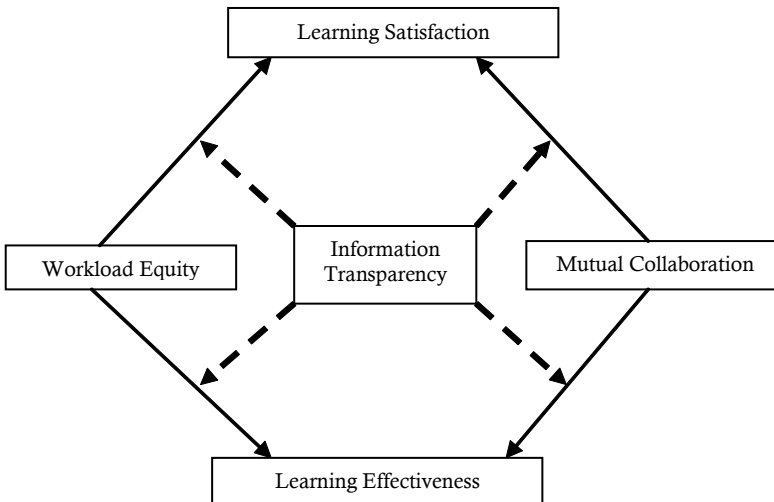 Learning Satisfaction
Workload Equity
Information
Transparency
Mutual Collaboration
Learning Effectiveness